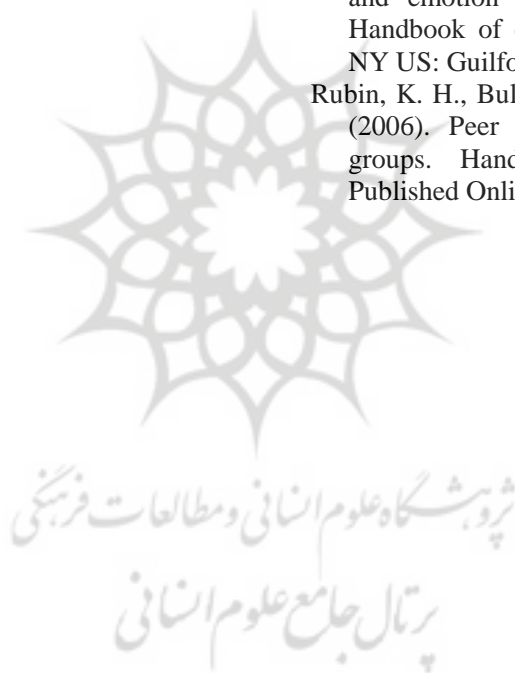 and emotion
Handbook of
NY US: Guilfo
Rubin, K. H., Bul
(2006). Peer
groups. Hand
Published Onli
پژوهشگاه علوم انسانی و مطالعات فرهنگی
پرتال جامع علوم انسانی